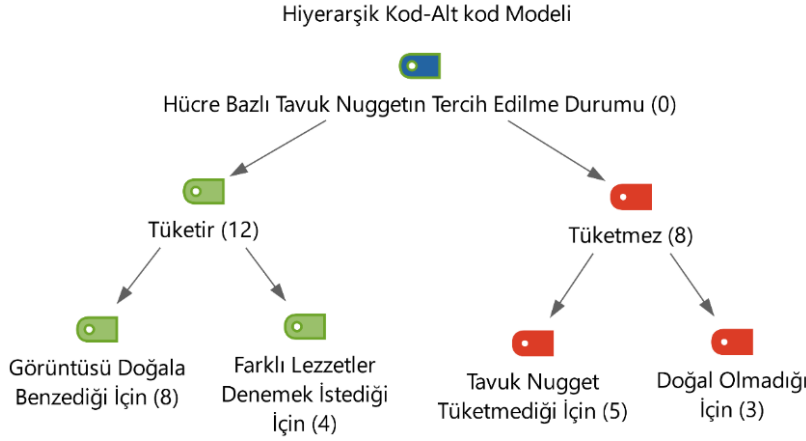 Hiyerarşik Kod-Alt kod Modeli
Hücre Bazlı Tavuk Nuggetın Tercih Edilme Durumu (0)
Tüketir (12)
Tüketmez (8)
Görüntüsü Doğala
Benzediği İçin (8)
Farklı Lezzetler
Denemek İstediği
İçin (4)
Tavuk Nugget
Tüketmediği İçin (5)
Doğal Olmadığı
İçin (3)